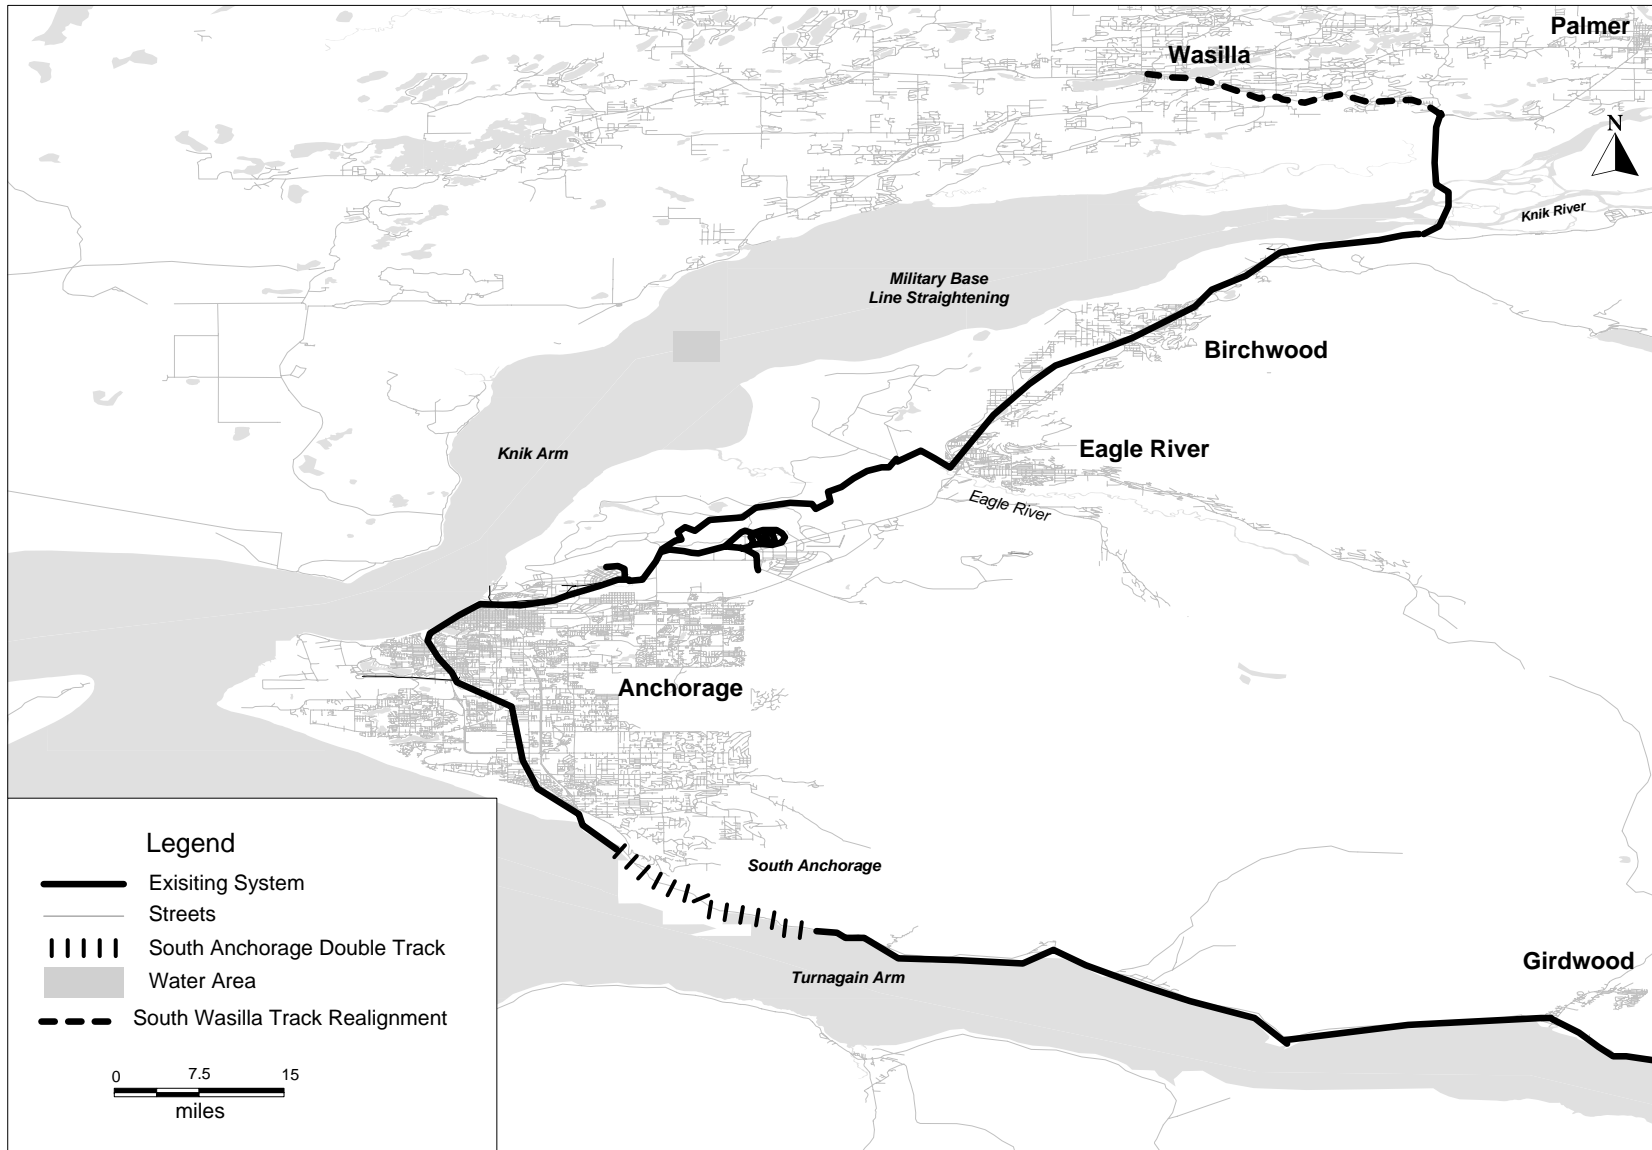 Palmer
Wasilla
N
Knik River
Military Base
Line Straightening
Birchwood
Eagle River
Knik Arm
Eagle River
Anchorage
South Anchorage
Turnagain Arm
Girdwood
Legend
Exisiting System
Streets
South Anchorage Double Track
Water Area
South Wasilla Track Realignment
0 7.5 15
miles